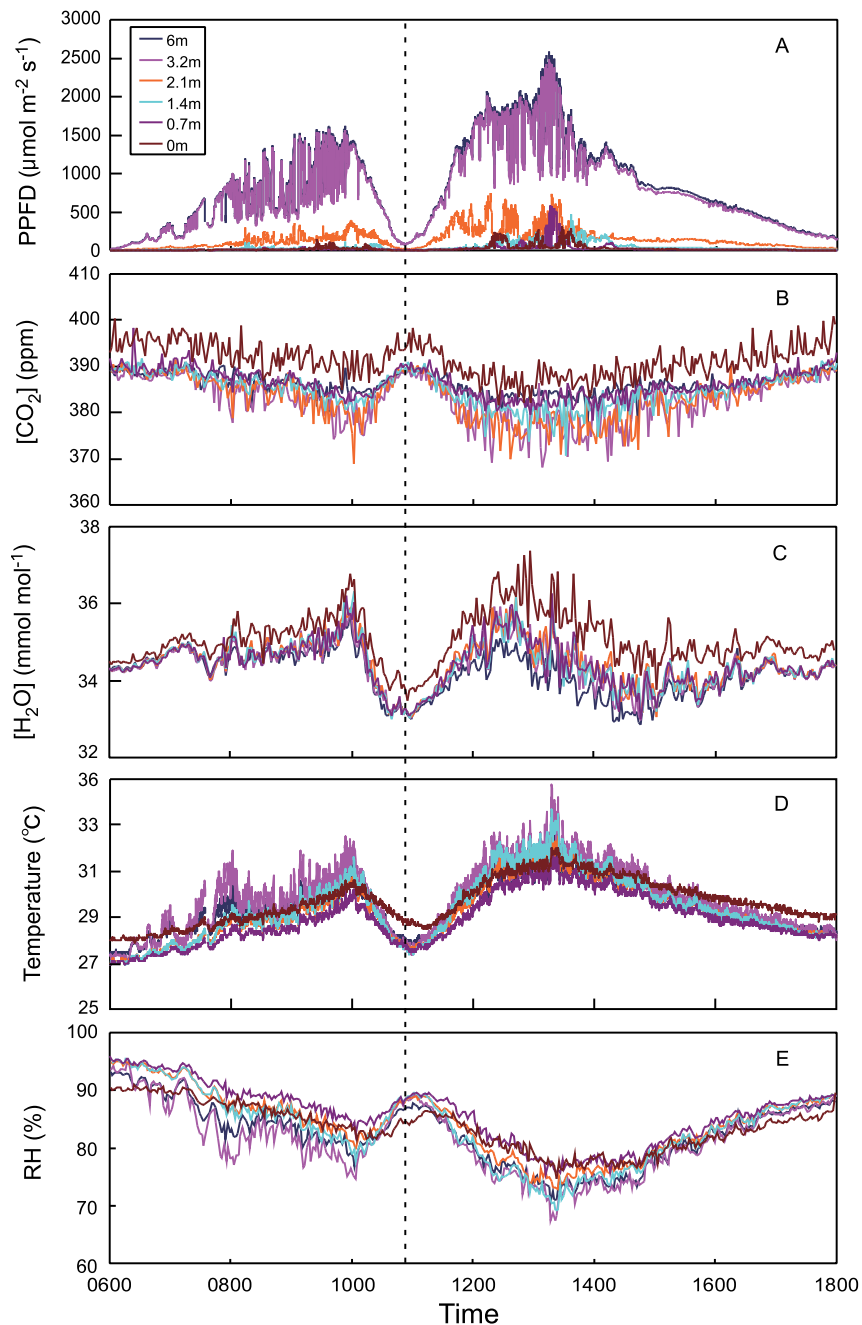 3000
2500
2000
1500
1000
500
0
PPFD (µmol m⁻² s⁻¹)
6m
3.2m
2.1m
1.4m
0.7m
0m
A
410
400
390
380
370
360
[CO₂] (ppm)
B
38
36
34
32
[H₂O] (mmol mol⁻¹)
C
36
33
31
29
27
25
Temperature (°C)
D
100
90
80
70
60
RH (%)
E
0600 0800 1000 1200 1400 1600 1800
Time